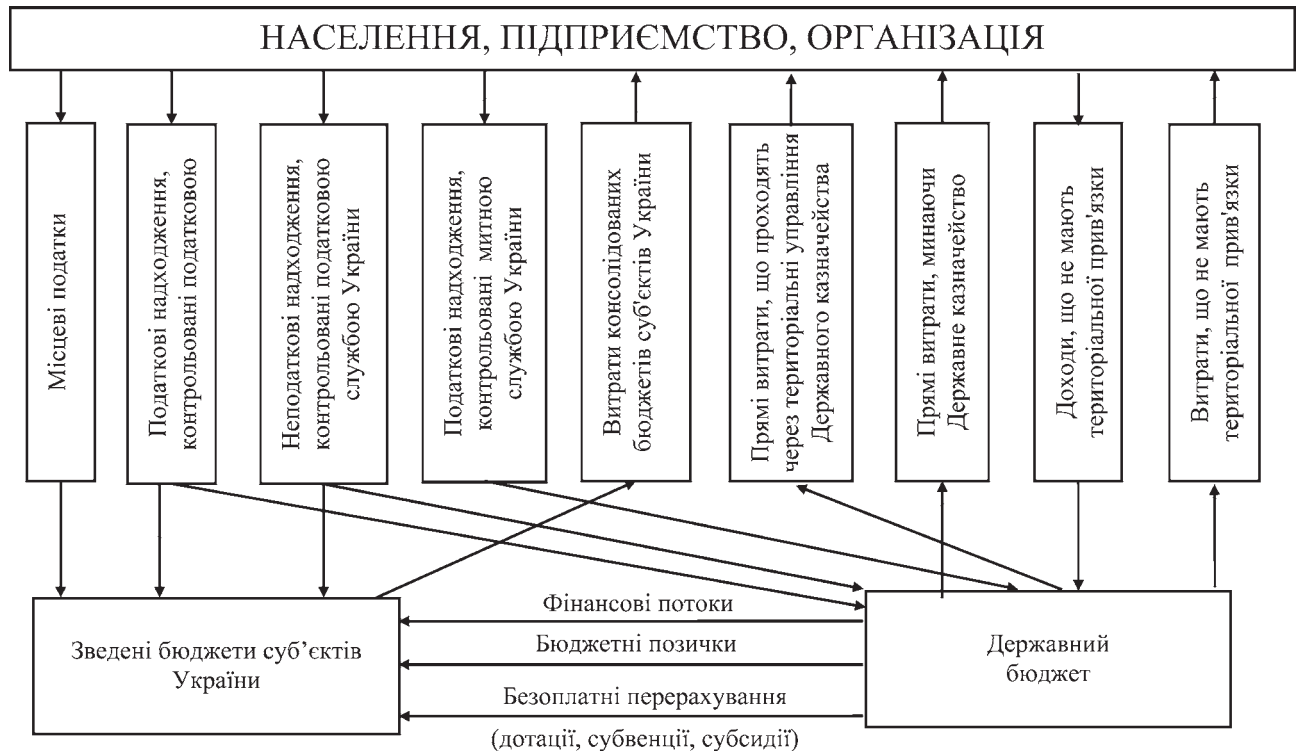 НАСЕЛЕННЯ, ПІДПРИЄМСТВО, ОРГАНІЗАЦІЯ
Місцеві податки
Податкові надходження,
контрольовані податковою
Неподаткові надходження,
контрольовані податковою
службою України
Податкові надходження,
контрольовані митною
службою України
Витрати консолідованих
бюджетів суб'єктів України
Прямі витрати, що проходять
через територіальні управління
Державного казначейства
Прямі витрати, минаючи
Державне казначейство
Доходи, що не мають
територіальної прив'язки
Витрати, що не мають
територіальної прив'язки
Зведені бюджети суб’єктів
України
Фінансові потоки
Бюджетні позички
Безоплатні перерахування
(дотації, субвенції, субсидії)
Державний
бюджет